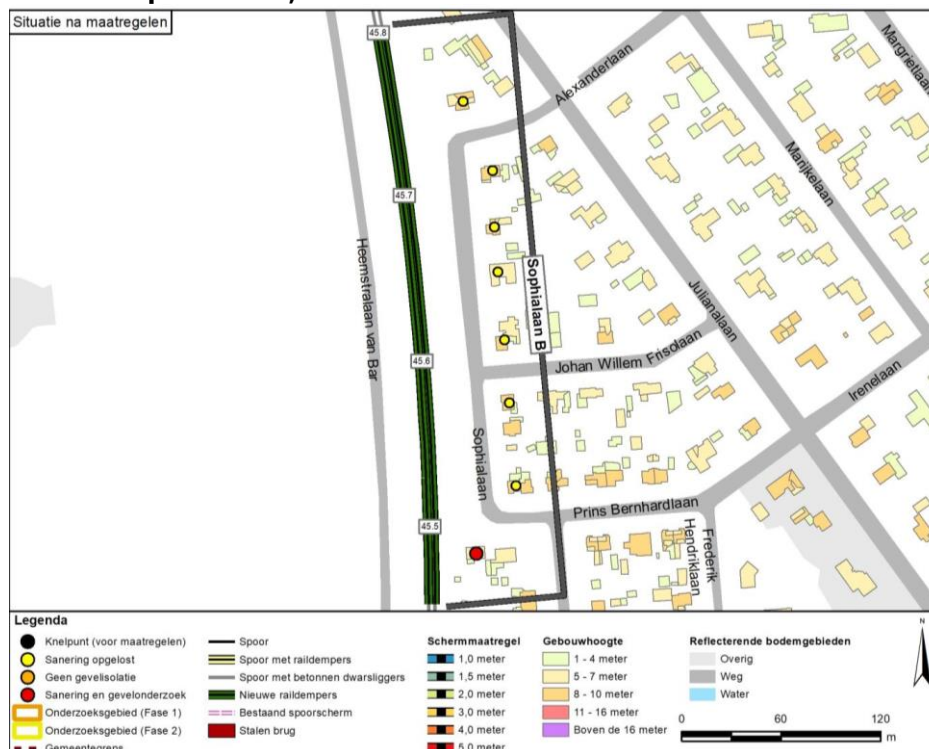 Situatie na maatregelen
45.8
Alexanderlaan
Margrietlaan
Marijkelaan
45.7
Heemstralaan van Bar
Sophialaan B
Julianalaan
45.6
Johan Willem Frisolaan
Irenelaan
Sophialaan
45.5
Prins Bernhardlaan
Frederik
Hendriklaan
Legenda
Knelpunt (voor maatregelen)
Sanering opgelost
Geen gevelisolatie
Sanering en gevelonderzoek
Onderzoeksgebied (Fase 1)
Onderzoeksgebied (Fase 2)
Gemeentegrens
Spoor
Spoor met raildempers
Spoor met betonnen dwarsliggers
Nieuwe raildempers
Bestaand spoorscherm
Stalen brug
Schermmaatregel
1,0 meter
1,5 meter
2,0 meter
3,0 meter
4,0 meter
5,0 meter
Gebouwhoogte
1 - 4 meter
5 - 7 meter
8 - 10 meter
11 - 16 meter
Boven de 16 meter
Reflecterende bodemgebieden
Overig
Weg
Water
N
0 60 120
m